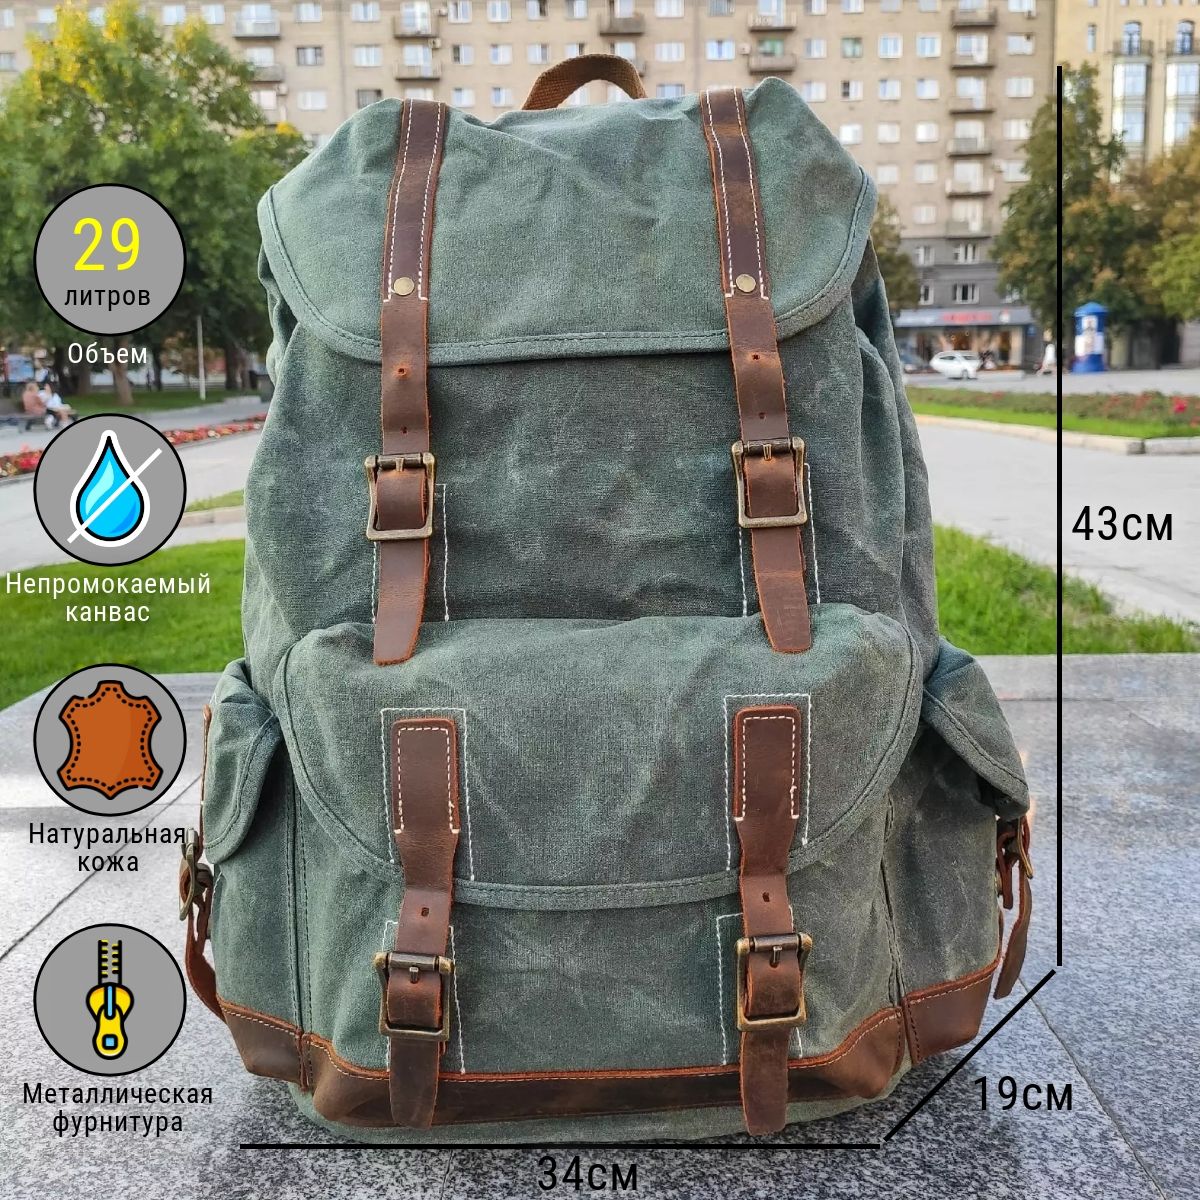 29
литров
Объем
Непромокаемый
канвас
Натуральная
кожа
Металлическая
фурнитура
43см
19см
34см